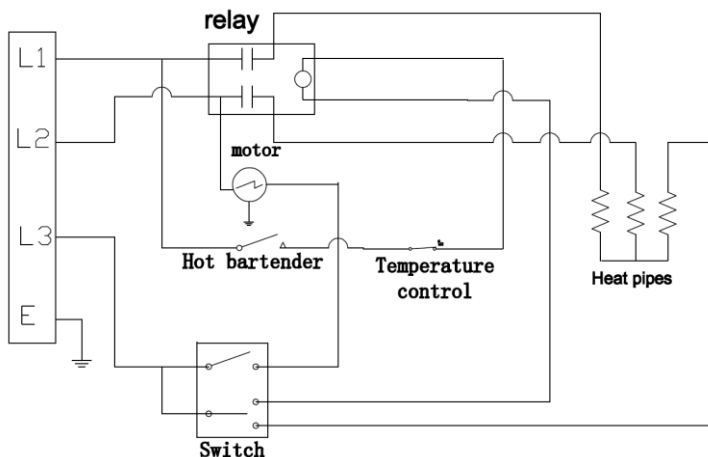 relay
L1
L2
motor
L3
Hot bartender
Temperature
control
Heat pipes
E
Switch